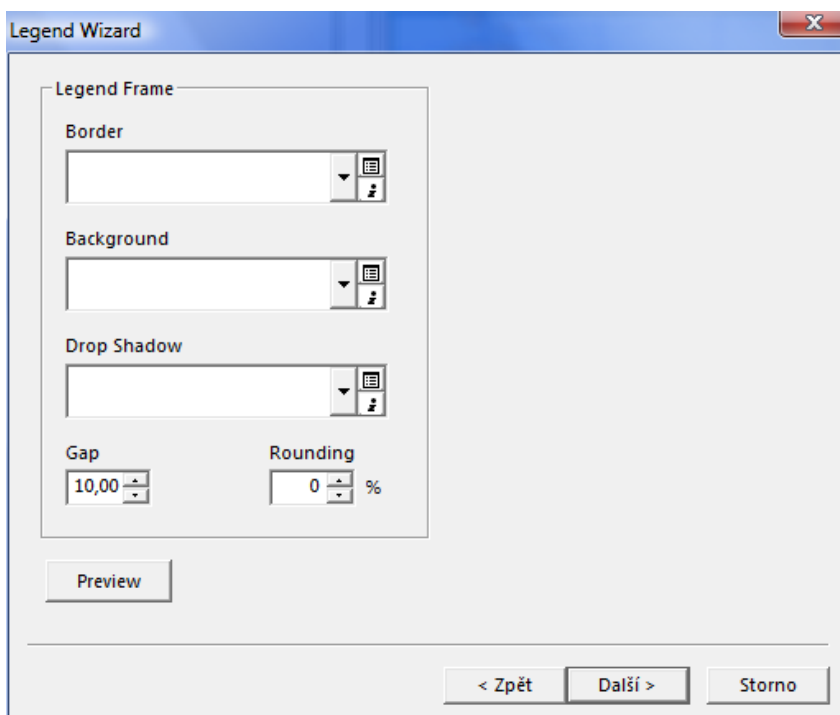 Legend Wizard
Legend Frame
Border
Background
Drop Shadow
Gap Rounding
10,00 0 %
Preview
< Zpět Další > Storno